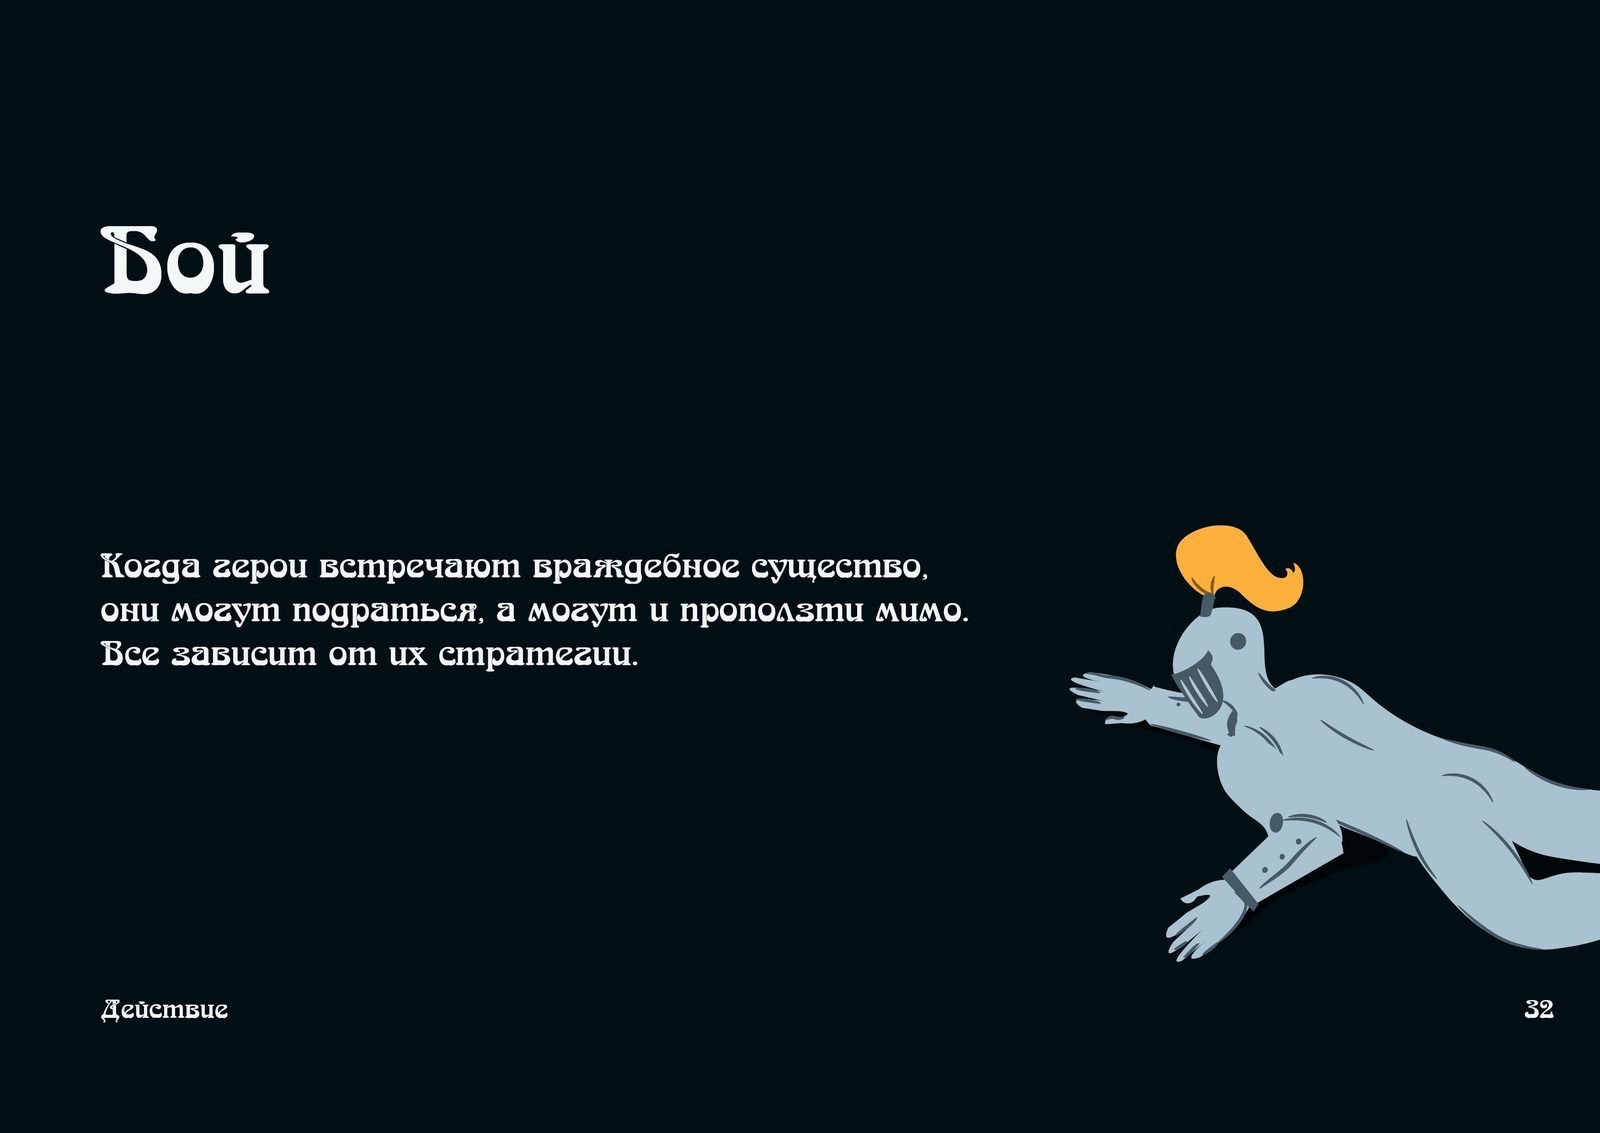 Бой
Когда герои встречают враждебное существо,
они могут подраться, а могут и проползти мимо.
Все зависит от их стратегии.
Действие
32